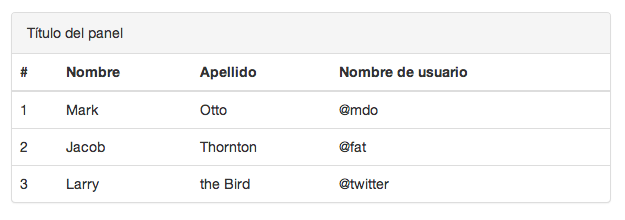 Título del panel
# Nombre Apellido Nombre de usuario
1 Mark Otto @mdo
2 Jacob Thornton @fat
3 Larry the Bird @twitter